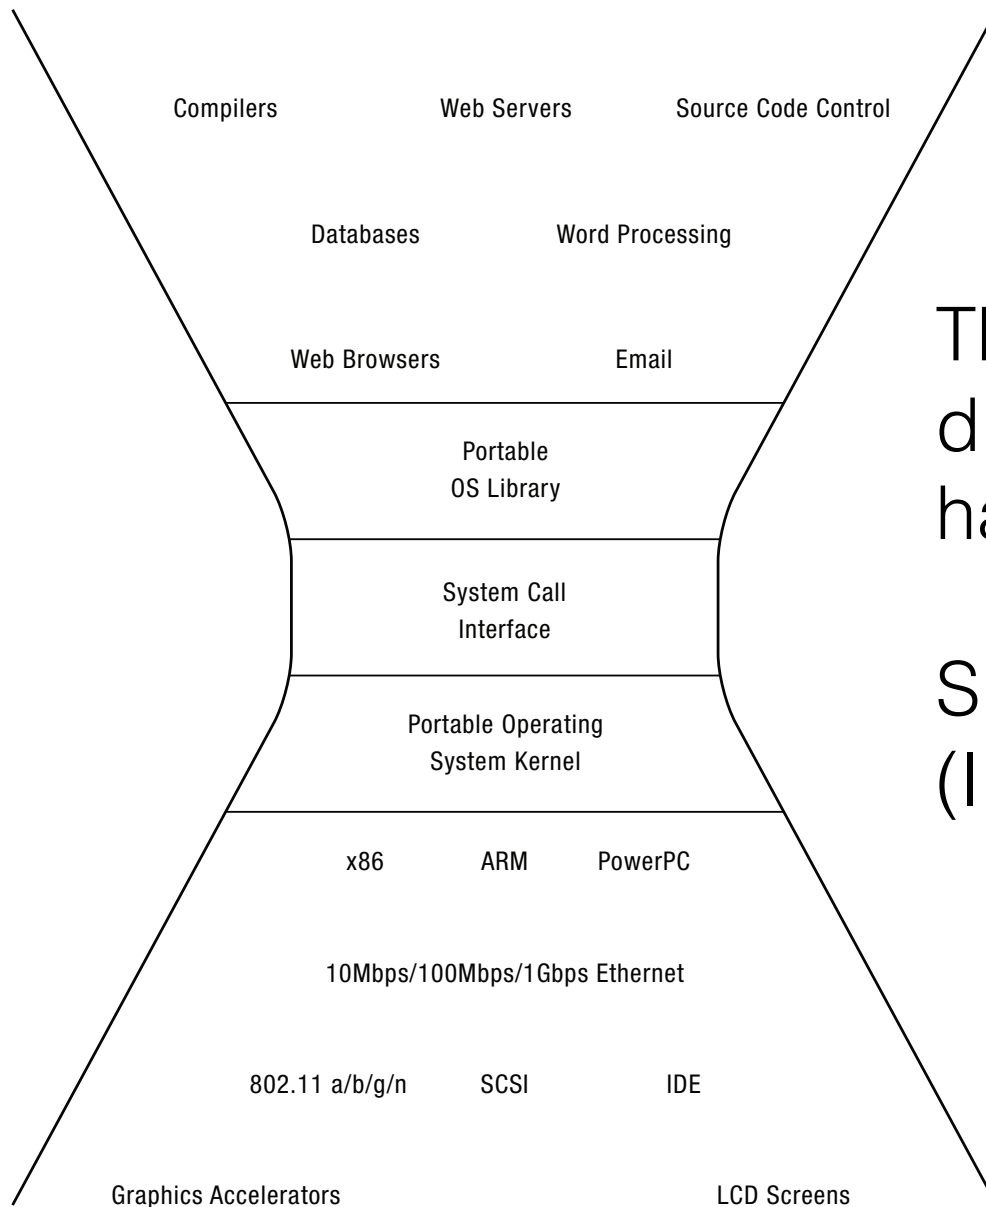 Compilers Web Servers Source Code Control
Databases Word Processing
Web Browsers Email
Portable
OS Library
System Call
Interface
Portable Operating
System Kernel
x86 ARM PowerPC
10Mbps/100Mbps/1Gbps Ethernet
802.11 a/b/g/n SCSI IDE
Graphics Accelerators LCD Screens